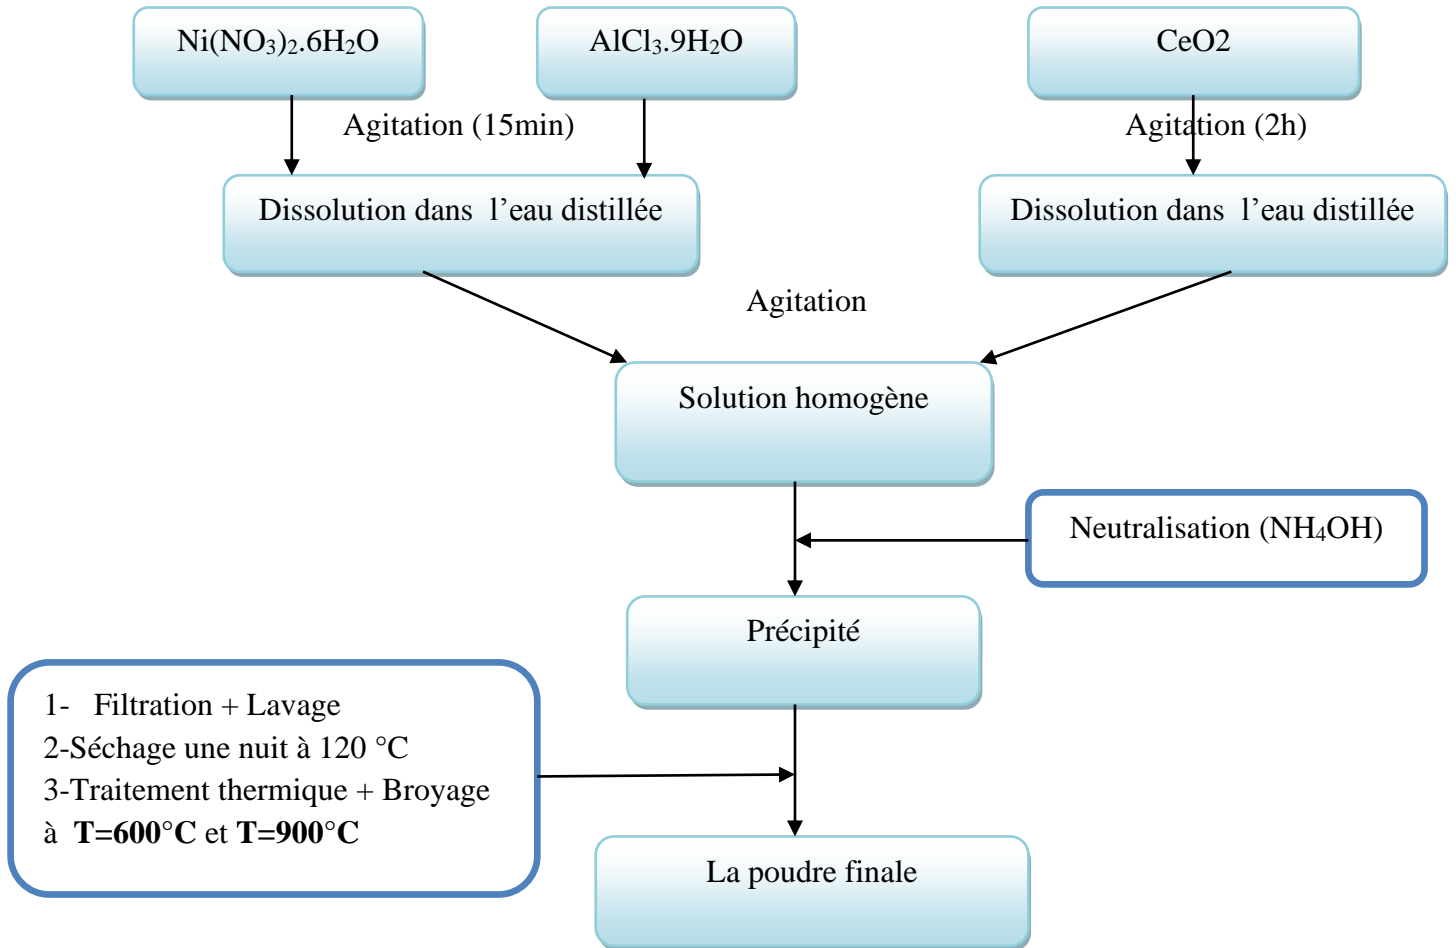 Ni(NO₃)₂.6H₂O
AlCl₃.9H₂O
CeO2
Agitation (15min)
Agitation (2h)
Dissolution dans l’eau distillée
Dissolution dans l’eau distillée
Agitation
Solution homogène
Neutralisation (NH₄OH)
Précipité
1- Filtration + Lavage
2-Séchage une nuit à 120 °C
3-Traitement thermique + Broyage
à T=600°C et T=900°C
La poudre finale